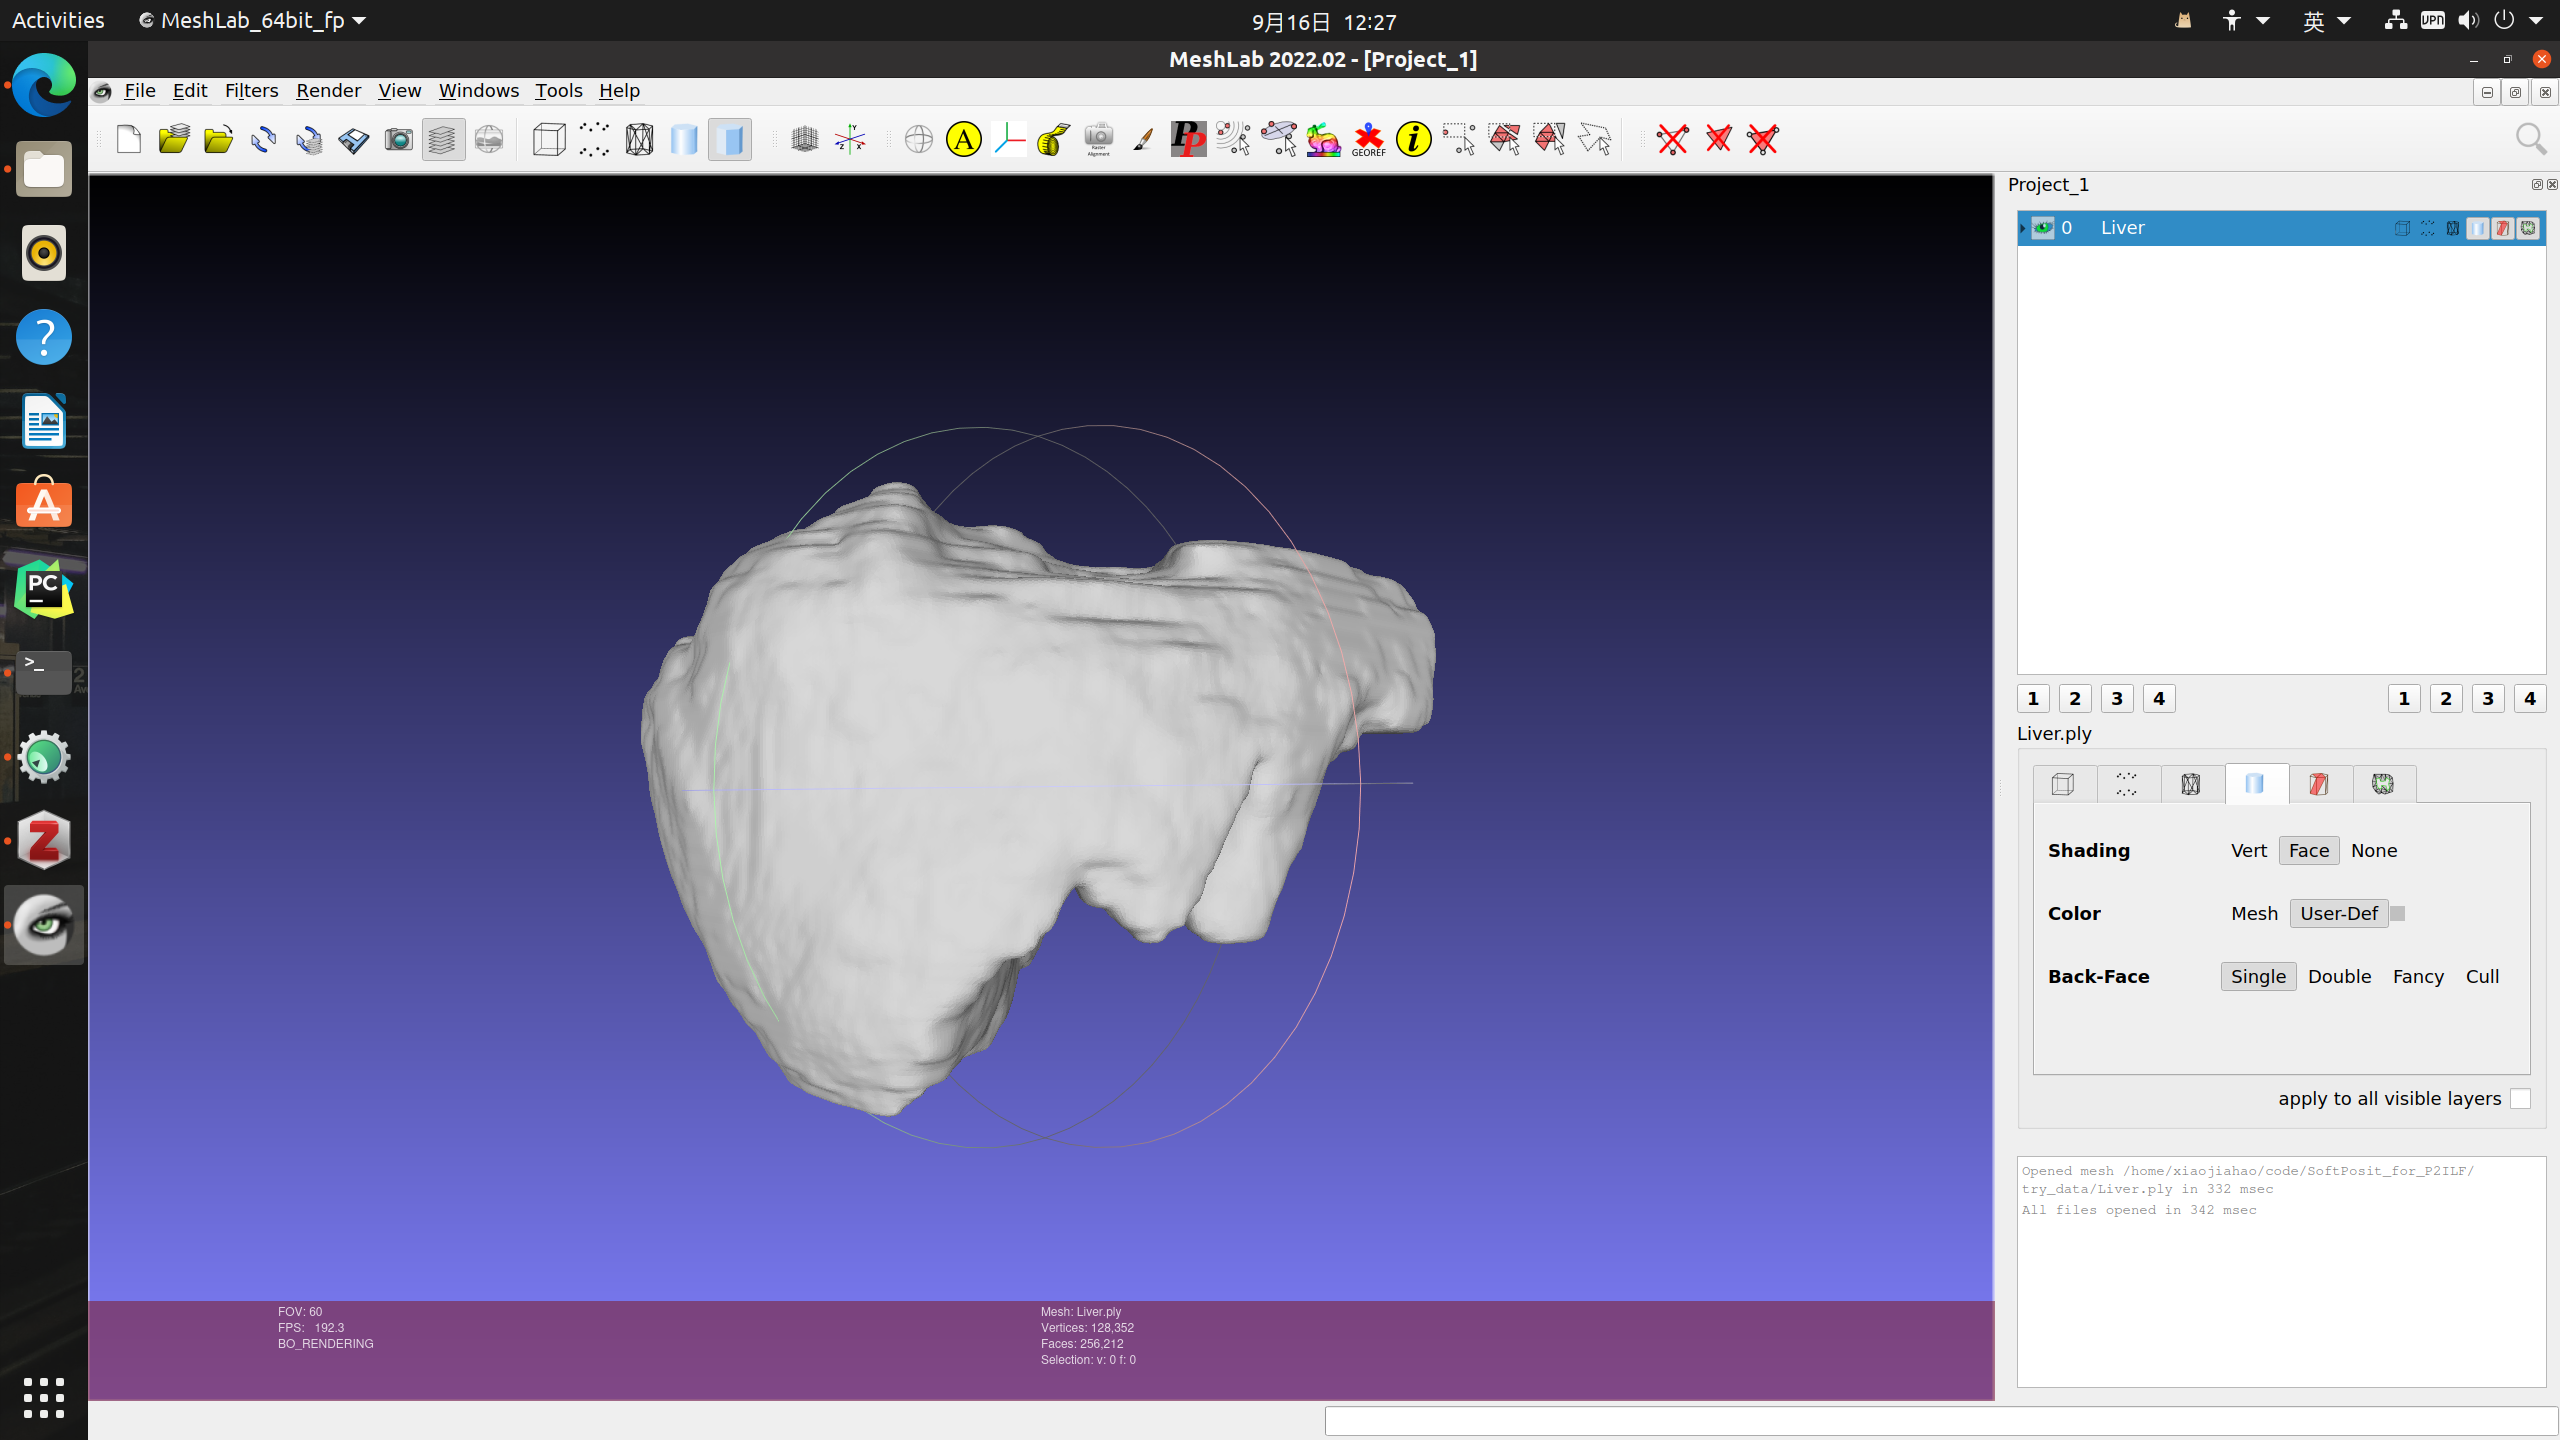 Activities
MeshLab_64bit_fp
9月16日 12:27
英
VPN
MeshLab 2022.02 - [Project_1]
File Edit Filters Render View Windows Tools Help
A
PP
GEOREF
i
Project_1
0 Liver
1 2 3 4 1 2 3 4
Liver.ply
Shading Vert Face None
Color Mesh User-Def
Back-Face Single Double Fancy Cull
apply to all visible layers
Opened mesh /home/xiaojiahao/code/SoftPosit_for_P2ILF/
try_data/Liver.ply in 332 msec
All files opened in 342 msec
FOV: 60
FPS: 192.3
BO_RENDERING
Mesh: Liver.ply
Vertices: 128,352
Faces: 256,212
Selection: v: 0 f: 0
?
A
PC
>_
Z